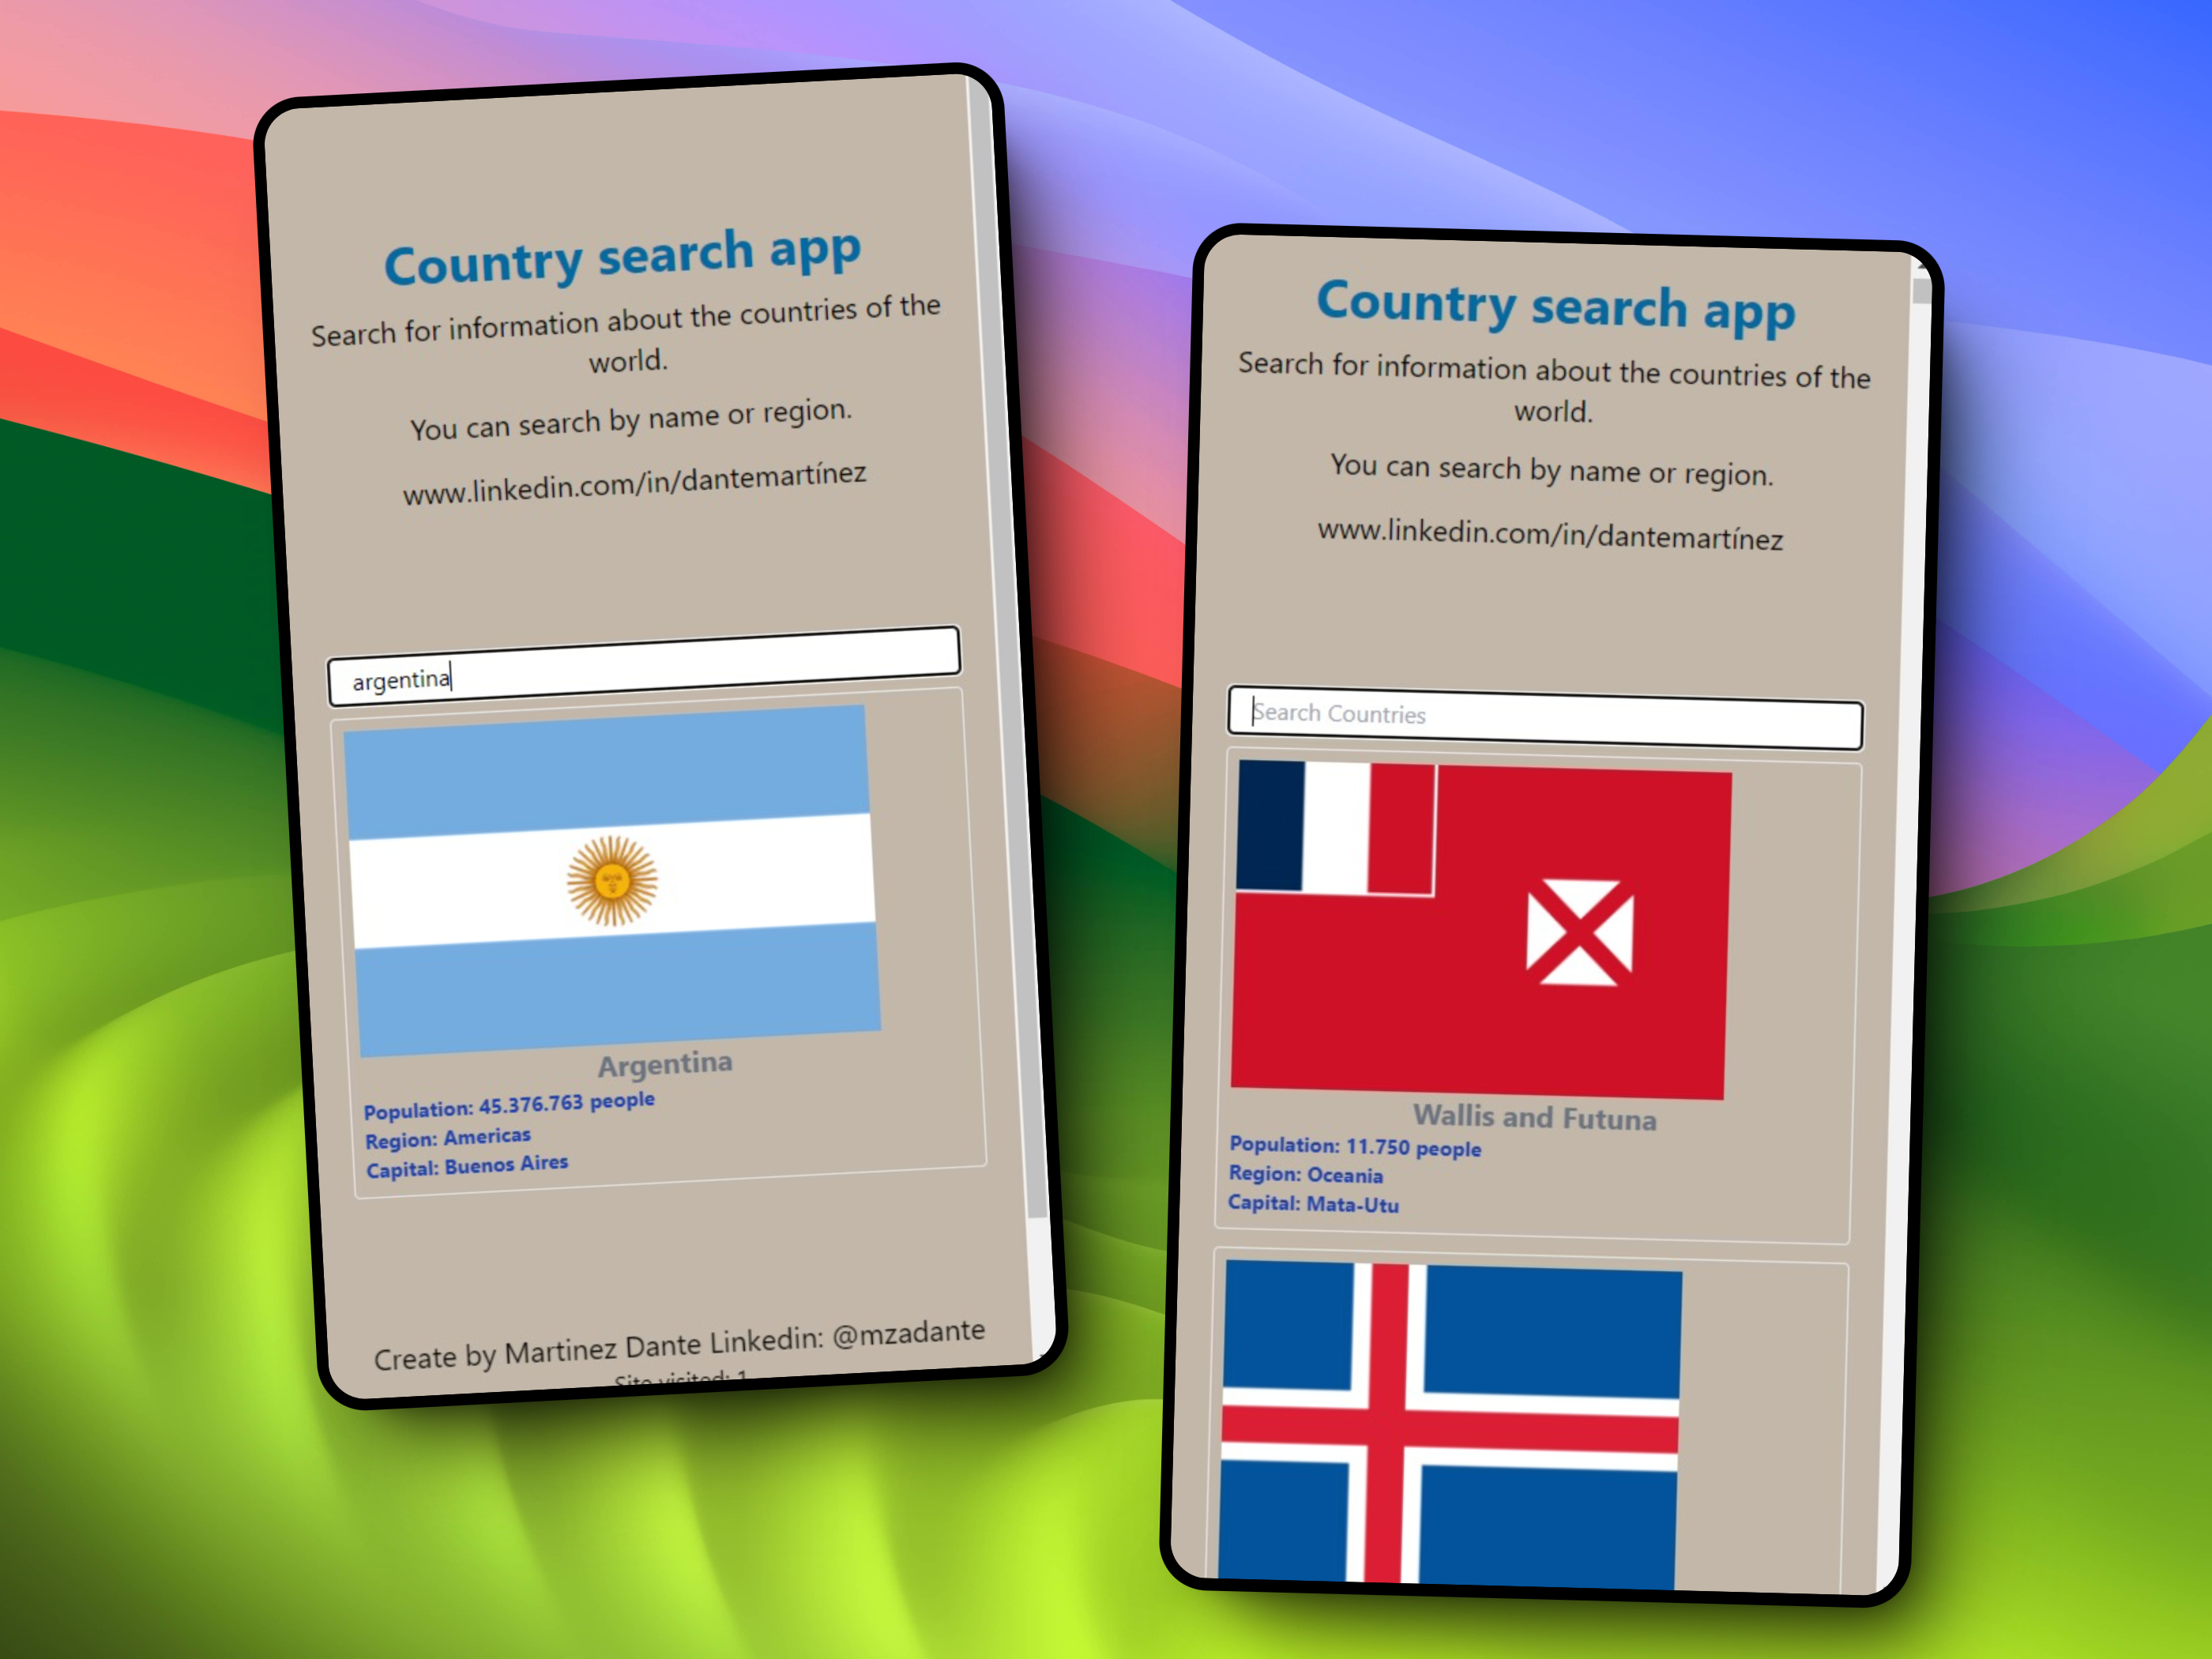 Country search app
Search for information about the countries of the
world.
You can search by name or region.
www.linkedin.com/in/dantemartínez
argentina
Argentina
Population: 45.376.763 people
Region: Americas
Capital: Buenos Aires
Create by Martinez Dante Linkedin: @mzadante
Site visited: 1
Country search app
Search for information about the countries of the
world.
You can search by name or region.
www.linkedin.com/in/dantemartínez
Search Countries
Wallis and Futuna
Population: 11.750 people
Region: Oceania
Capital: Mata-Utu